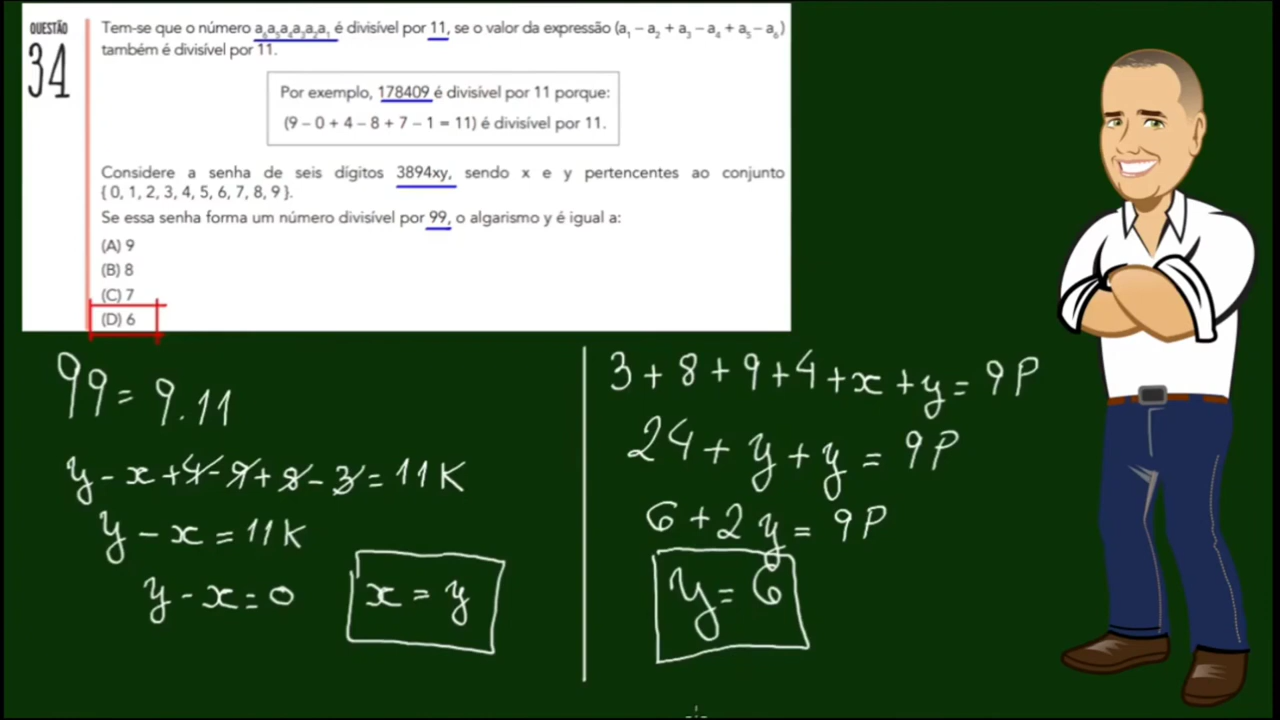 QUESTÃO
34
Tem-se que o número a₆a₅a₄a₃a₂a₁ é divisível por 11, se o valor da expressão (a₁ – a₂ + a₃ – a₄ + a₅ – a₆)
também é divisível por 11.
Por exemplo, 178409 é divisível por 11 porque:
(9 – 0 + 4 – 8 + 7 – 1 = 11) é divisível por 11.
Considere a senha de seis dígitos 3894xy, sendo x e y pertencentes ao conjunto
{ 0, 1, 2, 3, 4, 5, 6, 7, 8, 9 }.
Se essa senha forma um número divisível por 99, o algarismo y é igual a:
(A) 9
(B) 8
(C) 7
(D) 6
99 = 9.11
y - x + 4 - 9 + 8 - 3 = 11K
y - x = 11K
y - x = 0
x = y
3 + 8 + 9 + 4 + x + y = 9P
24 + y + y = 9P
6 + 2y = 9P
y = 6